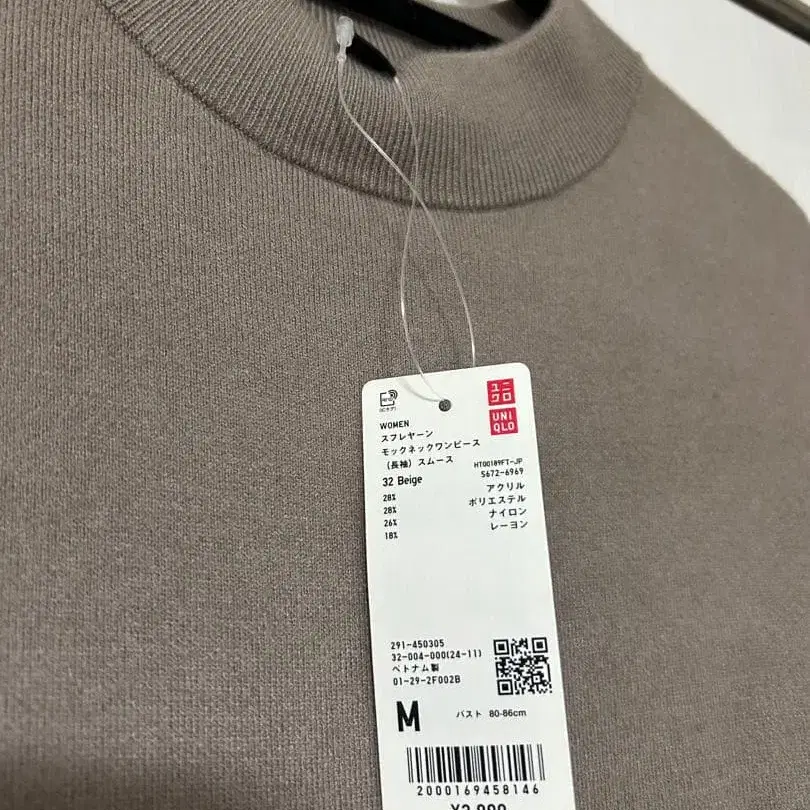 ユニ
クロ
UNI
QLO
WOMEN
スフレヤーン
モックネックワンピース
(長袖)スムース
HT00189FT-JP
32 Beige 5672-6969
28% アクリル
28% ポリエステル
26% ナイロン
18% レーヨン
291-450305
32-004-000(24-11)
ベトナム製
01-29-2F002B
M バスト 80-86cm
2000169458146